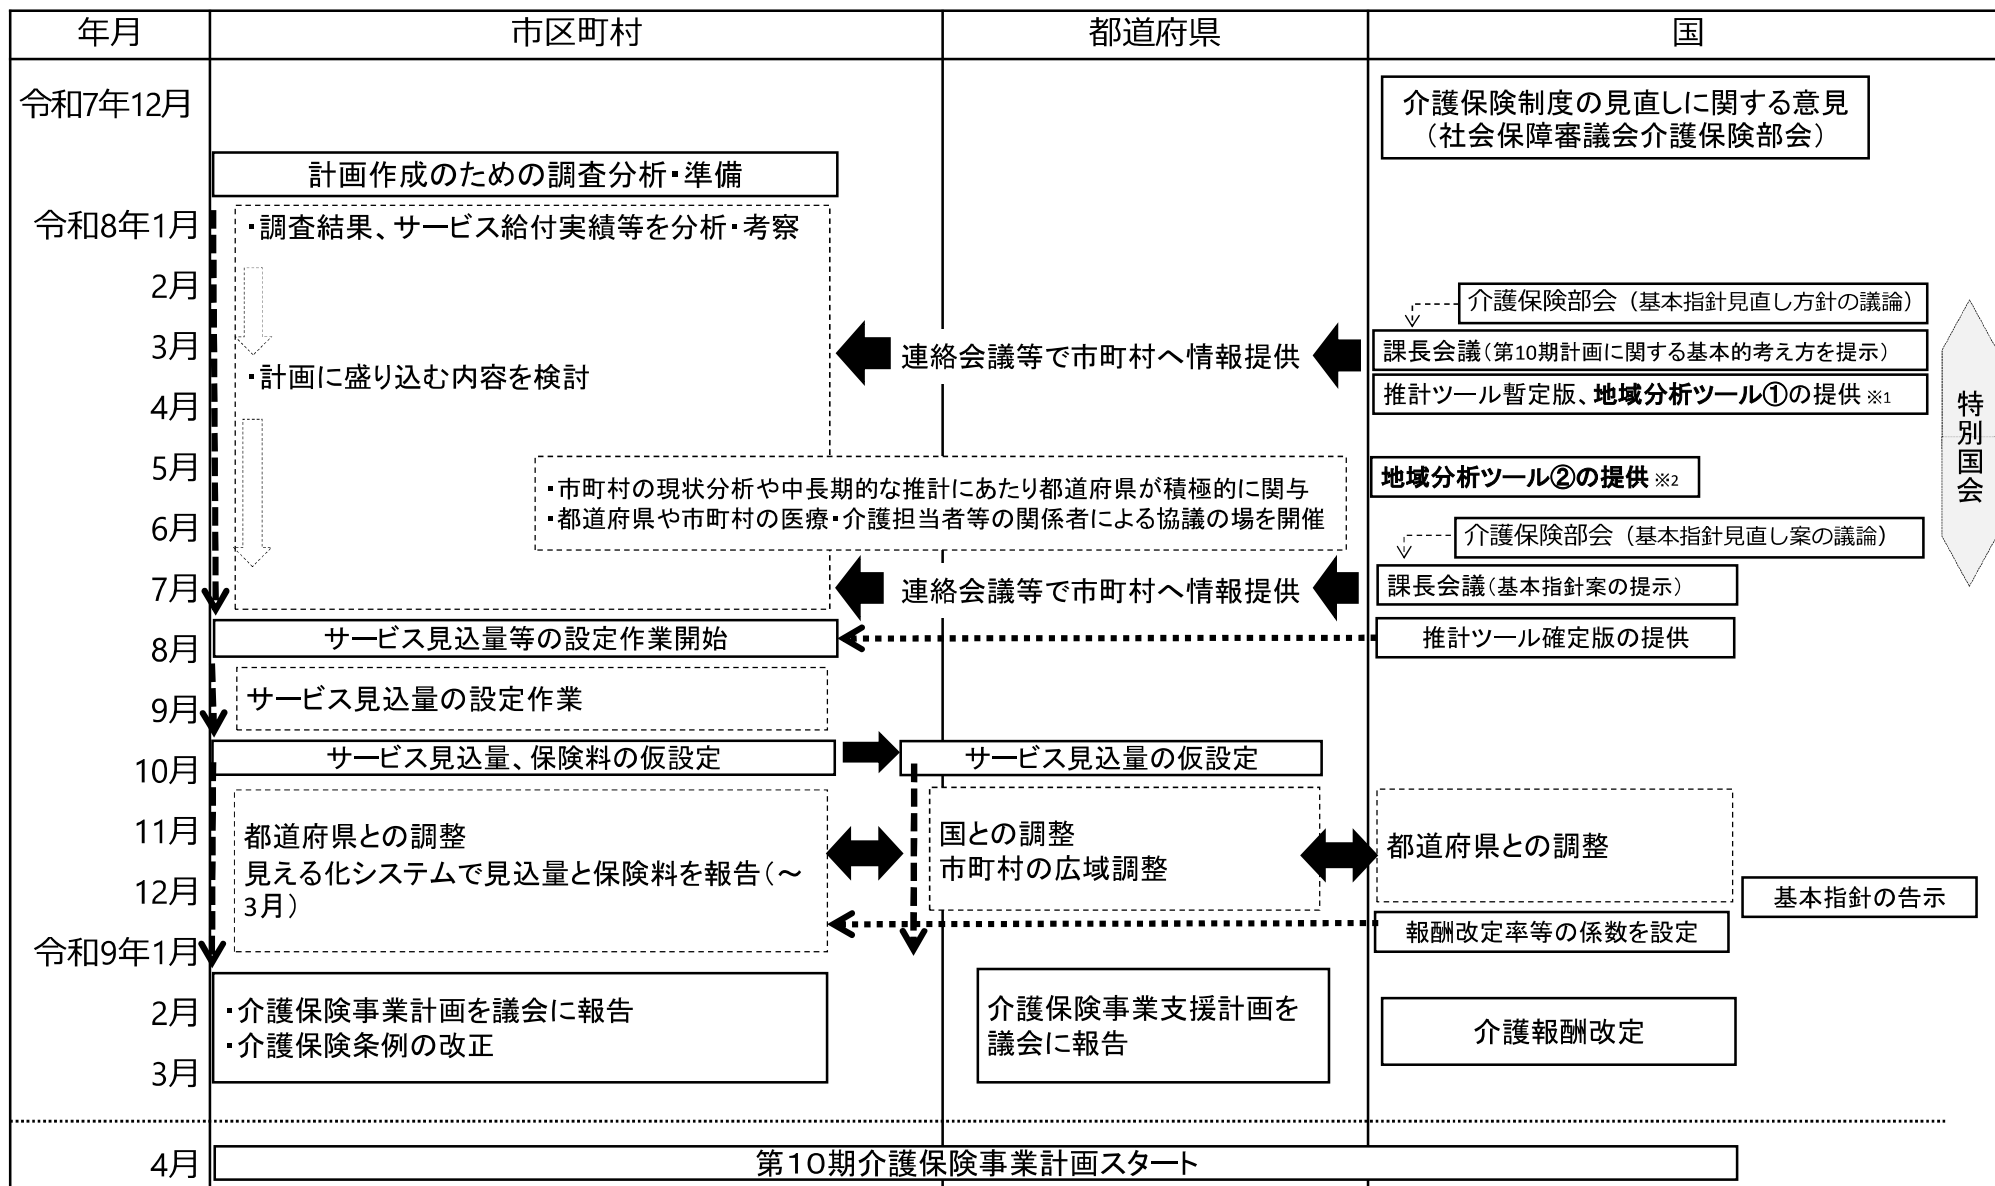 年月
市区町村
都道府県
国
令和7年12月
介護保険制度の見直しに関する意見
（社会保障審議会介護保険部会）
計画作成のための調査分析・準備
令和8年1月
・調査結果、サービス給付実績等を分析・考察
2月
介護保険部会（基本指針見直し方針の議論）
3月
連絡会議等で市町村へ情報提供
課長会議（第10期計画に関する基本的考え方を提示）
・計画に盛り込む内容を検討
4月
推計ツール暫定版、地域分析ツール①の提供 ※1
特別国会
5月
・市町村の現状分析や中長期的な推計にあたり都道府県が積極的に関与
・都道府県や市町村の医療・介護担当者等の関係者による協議の場を開催
地域分析ツール②の提供 ※2
6月
介護保険部会（基本指針見直し案の議論）
7月
連絡会議等で市町村へ情報提供
課長会議（基本指針案の提示）
8月
サービス見込量等の設定作業開始
推計ツール確定版の提供
9月
サービス見込量の設定作業
10月
サービス見込量、保険料の仮設定
サービス見込量の仮設定
11月
都道府県との調整
見える化システムで見込量と保険料を報告（～
3月）
国との調整
市町村の広域調整
都道府県との調整
12月
基本指針の告示
令和9年1月
報酬改定率等の係数を設定
2月
・介護保険事業計画を議会に報告
・介護保険条例の改正
介護保険事業支援計画を
議会に報告
介護報酬改定
3月
4月
第10期介護保険事業計画スタート